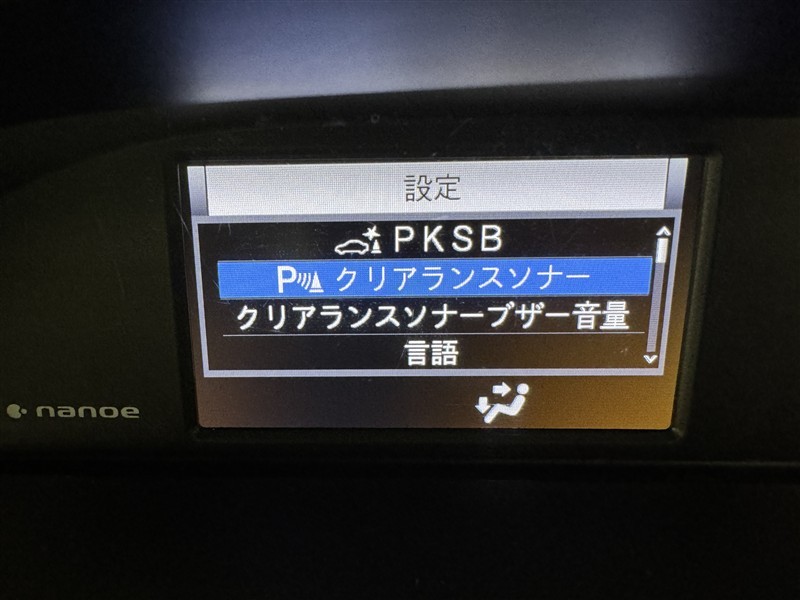 設定
PKSB
P クリアランスソナー
クリアランスソナーブザー音量
言語
nanoe